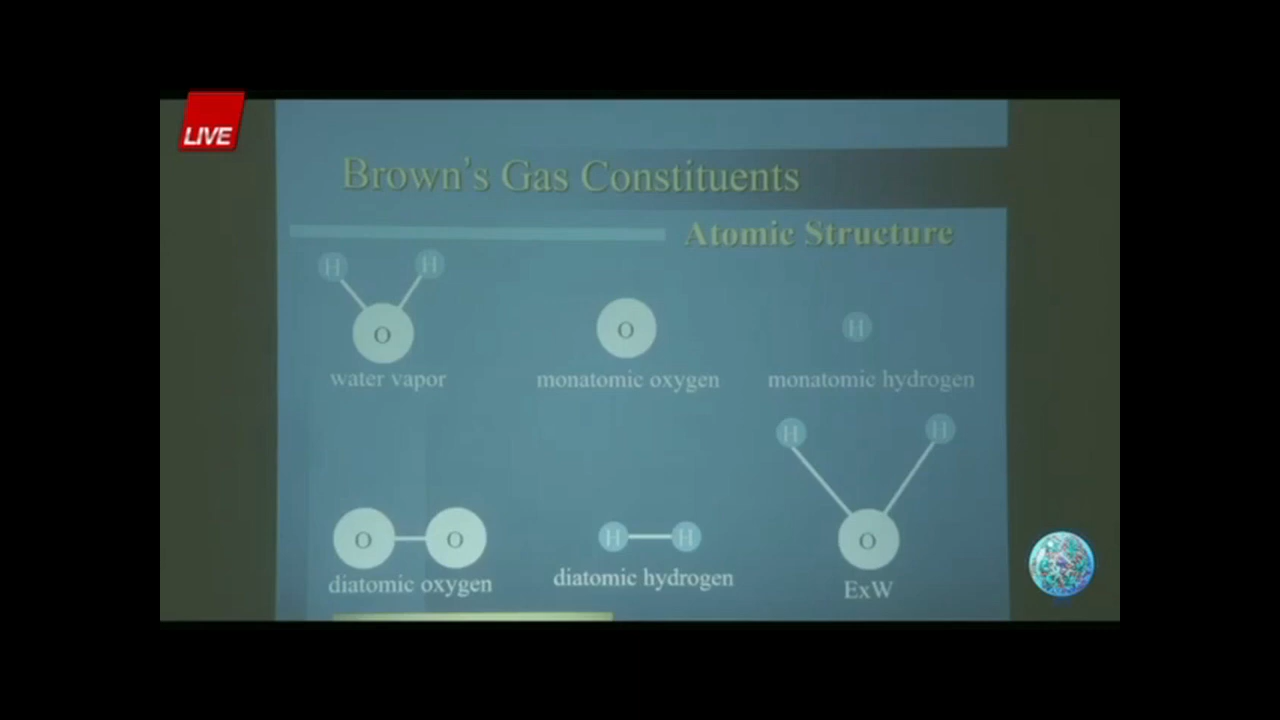 LIVE
Brown's Gas Constituents
Atomic Structure
H H
O
water vapor
O
monatomic oxygen
H
monatomic hydrogen
O O
diatomic oxygen
H H
diatomic hydrogen
H H
O
ExW